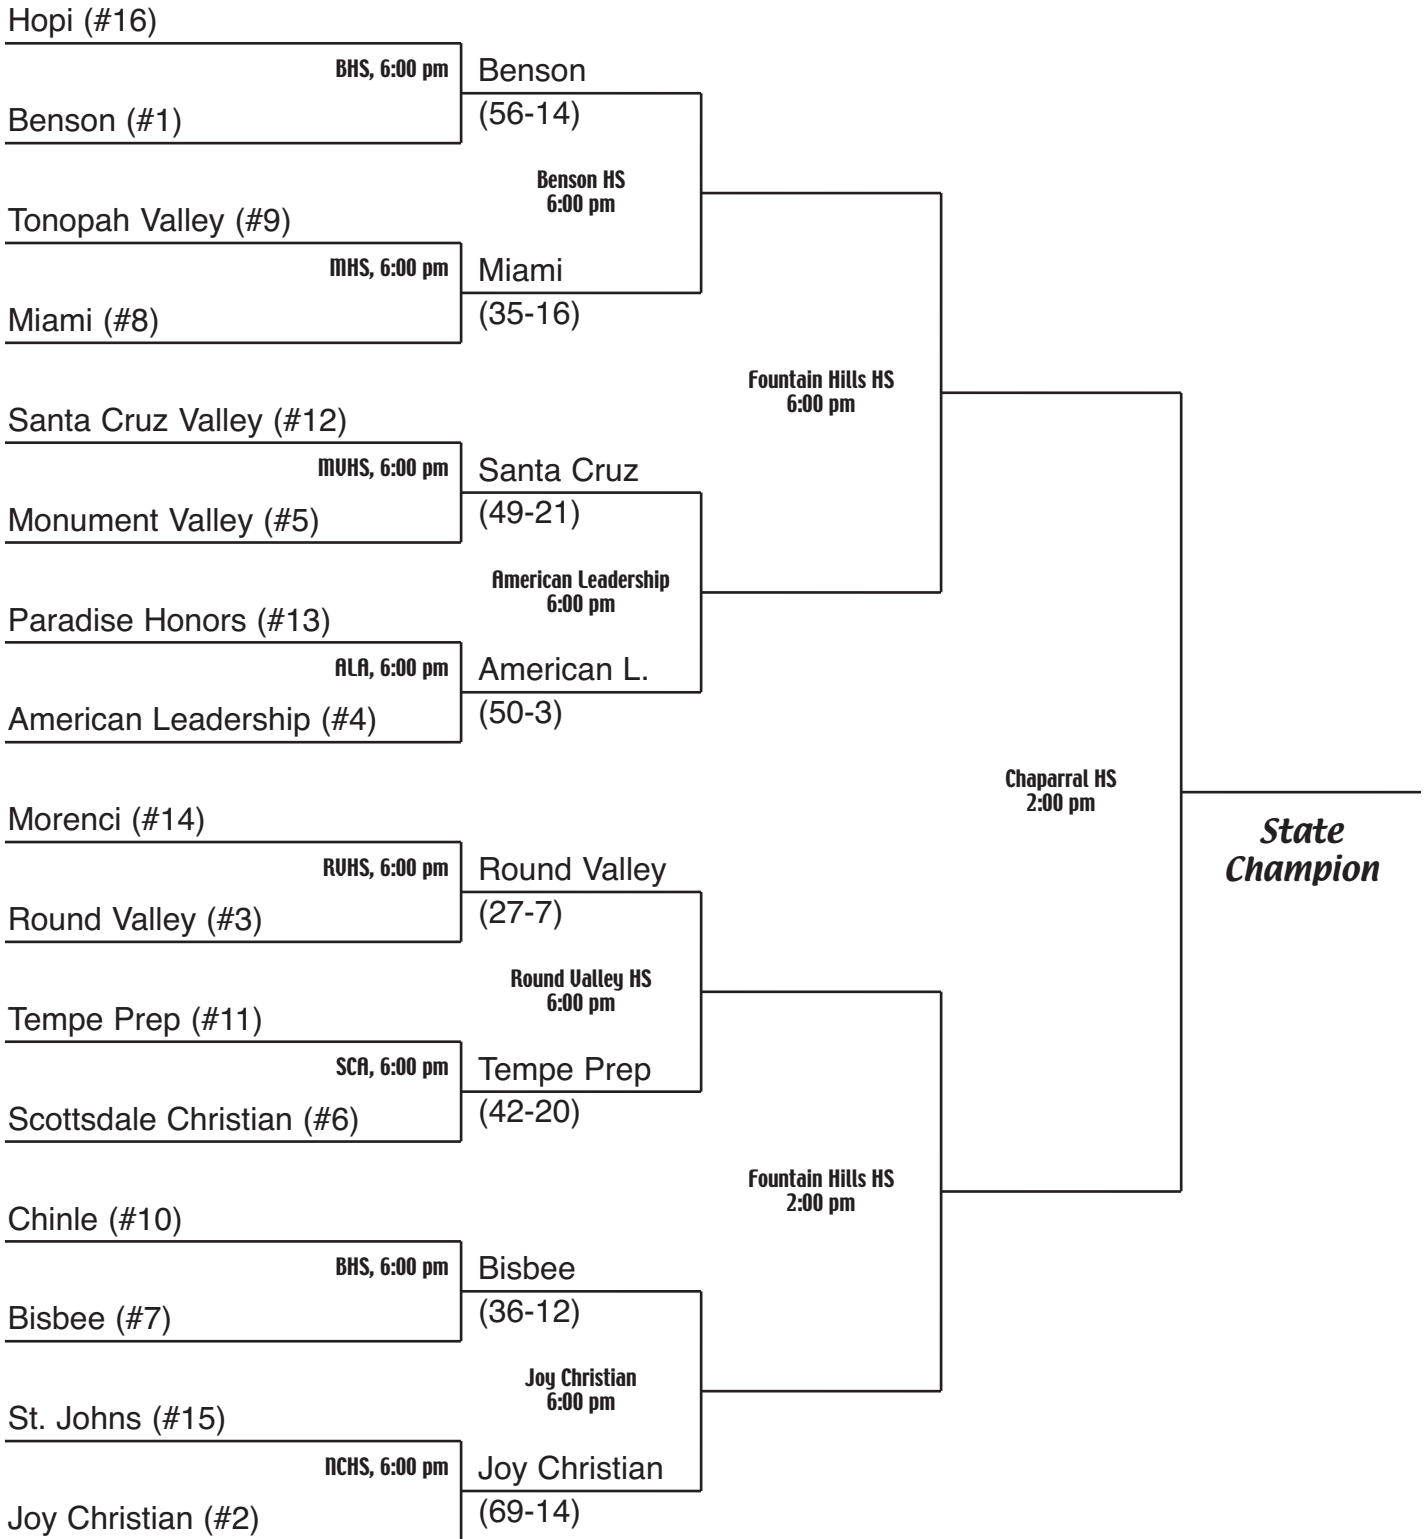 Hopi (#16)
BHS, 6:00 pm
Benson
Benson (#1)
(56-14)
Benson HS
6:00 pm
Tonopah Valley (#9)
MHS, 6:00 pm
Miami
Miami (#8)
(35-16)
Fountain Hills HS
6:00 pm
Santa Cruz Valley (#12)
MVHS, 6:00 pm
Santa Cruz
Monument Valley (#5)
(49-21)
American Leadership
6:00 pm
Paradise Honors (#13)
ALA, 6:00 pm
American L.
American Leadership (#4)
(50-3)
Chaparral HS
2:00 pm
State
Champion
Morenci (#14)
RVHS, 6:00 pm
Round Valley
Round Valley (#3)
(27-7)
Round Valley HS
6:00 pm
Tempe Prep (#11)
SCA, 6:00 pm
Tempe Prep
Scottsdale Christian (#6)
(42-20)
Fountain Hills HS
2:00 pm
Chinle (#10)
BHS, 6:00 pm
Bisbee
Bisbee (#7)
(36-12)
Joy Christian
6:00 pm
St. Johns (#15)
NCHS, 6:00 pm
Joy Christian
Joy Christian (#2)
(69-14)